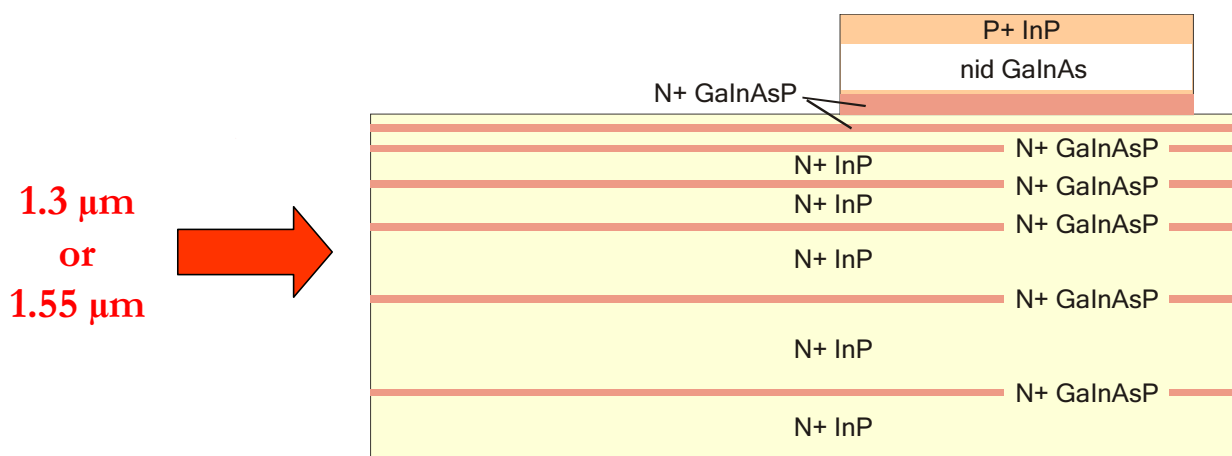 P+ InP
nid GaInAs
N+ GaInAsP
N+ GaInAsP
N+ InP
N+ GaInAsP
N+ InP
N+ GaInAsP
N+ InP
N+ GaInAsP
N+ InP
N+ GaInAsP
N+ InP
1.3 µm
or
1.55 µm